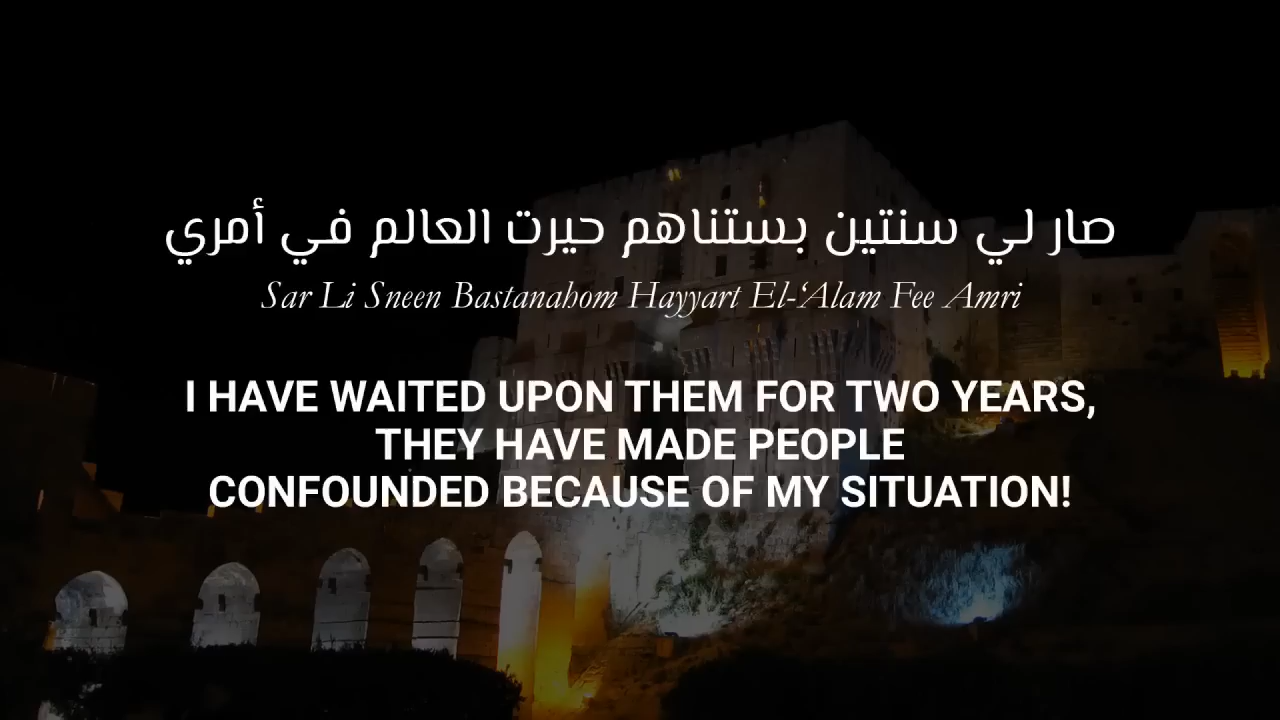 صار لي سنتين بستناهم حيرت العالم في أمري
Sar Li Sneen Bastanahom Hayyart El-‘Alam Fee Amri
I HAVE WAITED UPON THEM FOR TWO YEARS,
THEY HAVE MADE PEOPLE
CONFOUNDED BECAUSE OF MY SITUATION!